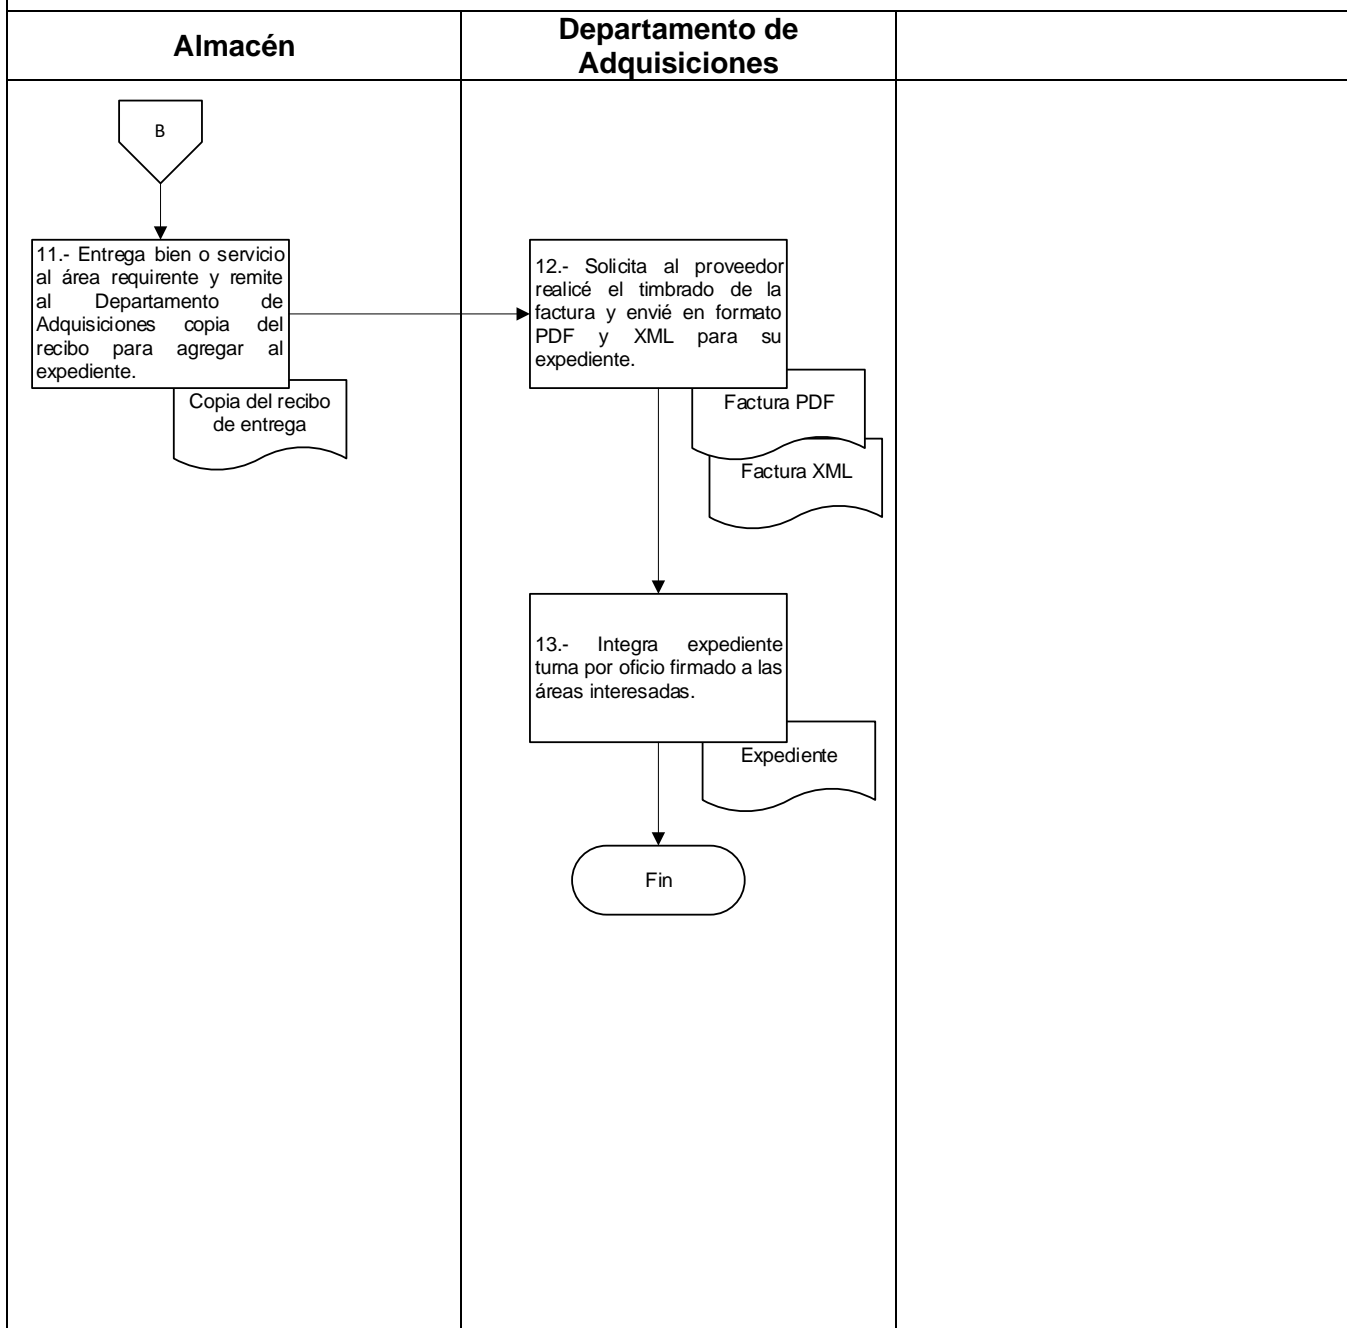 Almacén
Departamento de
Adquisiciones
B
11.- Entrega bien o servicio
al área requirente y remite
al Departamento de
Adquisiciones copia del
recibo para agregar al
expediente.
Copia del recibo
de entrega
12.- Solicita al proveedor
realicé el timbrado de la
factura y envié en formato
PDF y XML para su
expediente.
Factura PDF
Factura XML
13.- Integra expediente
turna por oficio firmado a las
áreas interesadas.
Expediente
Fin